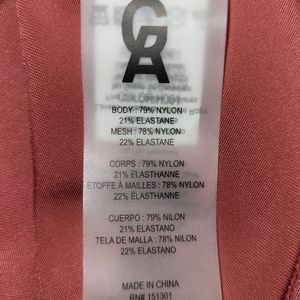 GA
BODY: 79% NYLON
21% ELASTANE
MESH: 78% NYLON
22% ELASTANE
CORPS: 79% NYLON
21% ÉLASTHANNE
ÉTOFFE À MAILLES: 78% NYLON
22% ÉLASTHANNE
CUERPO: 79% NILON
21% ELASTANO
TELA DE MALLA: 78% NILON
22% ELASTANO
MADE IN CHINA
RN# 151301